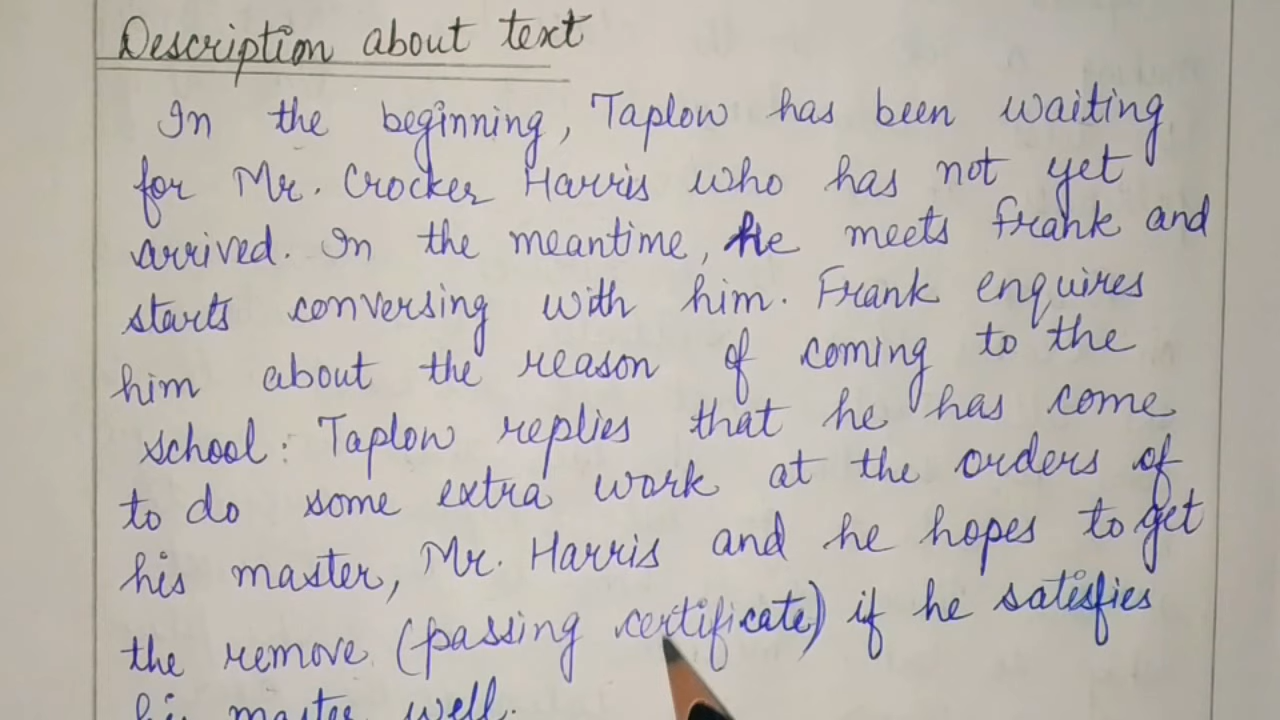 Description about text
In the beginning, Taplow has been waiting
for Mr. Crocker Harris who has not yet
arrived. In the meantime, he meets Frank and
starts conversing with him. Frank enquires
him about the reason of coming to the
school: Taplow replies that he has come
to do some extra work at the orders of
his master, Mr. Harris and he hopes to get
the remove (passing certificate) if he satisfies
his master well.